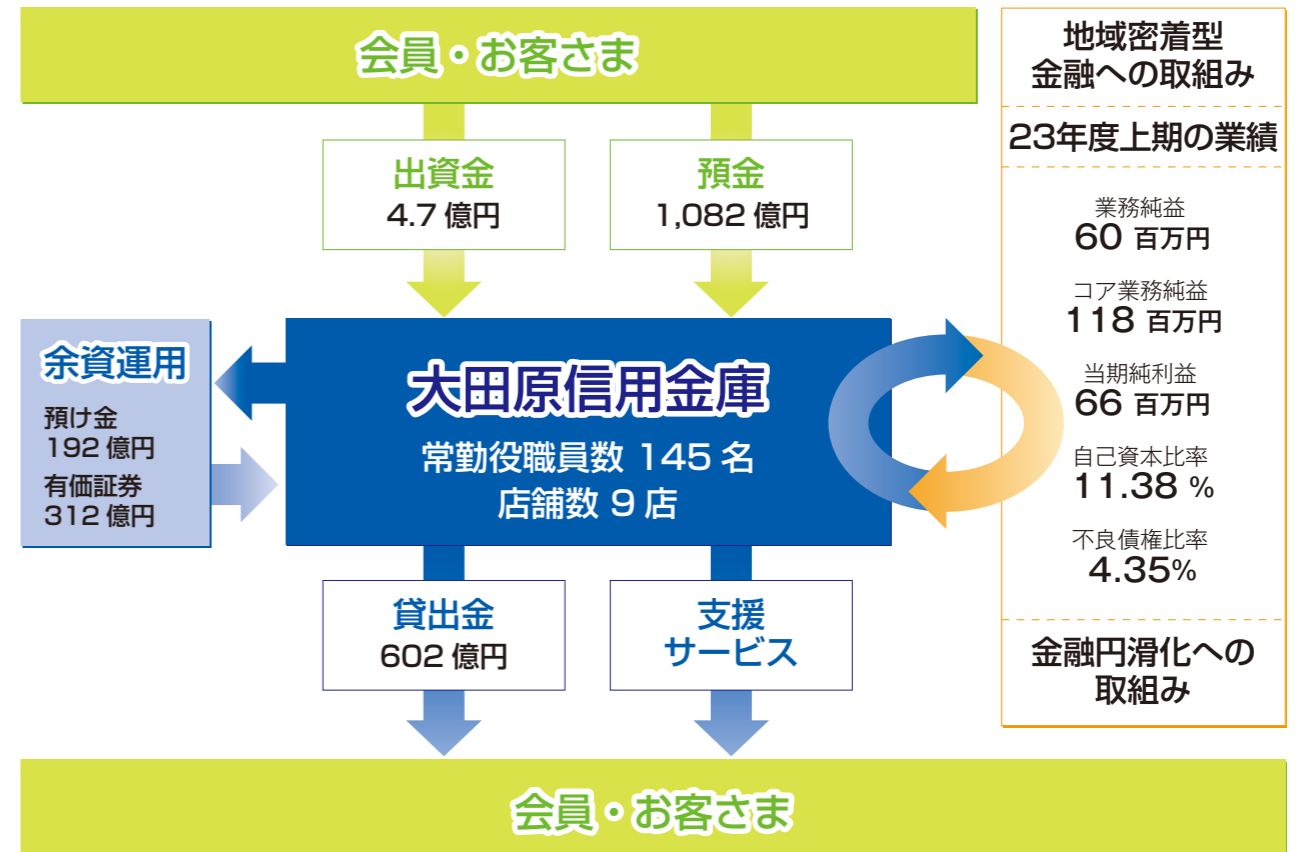 会員・お客さま
出資金
4.7 億円
預金
1,082 億円
余資運用
預け金
192 億円
有価証券
312 億円
大田原信用金庫
常勤役職員数 145 名
店舗数 9 店
貸出金
602 億円
支援
サービス
会員・お客さま
地域密着型
金融への取組み
23年度上期の業績
業務純益
60 百万円
コア業務純益
118 百万円
当期純利益
66 百万円
自己資本比率
11.38 %
不良債権比率
4.35%
金融円滑化への
取組み